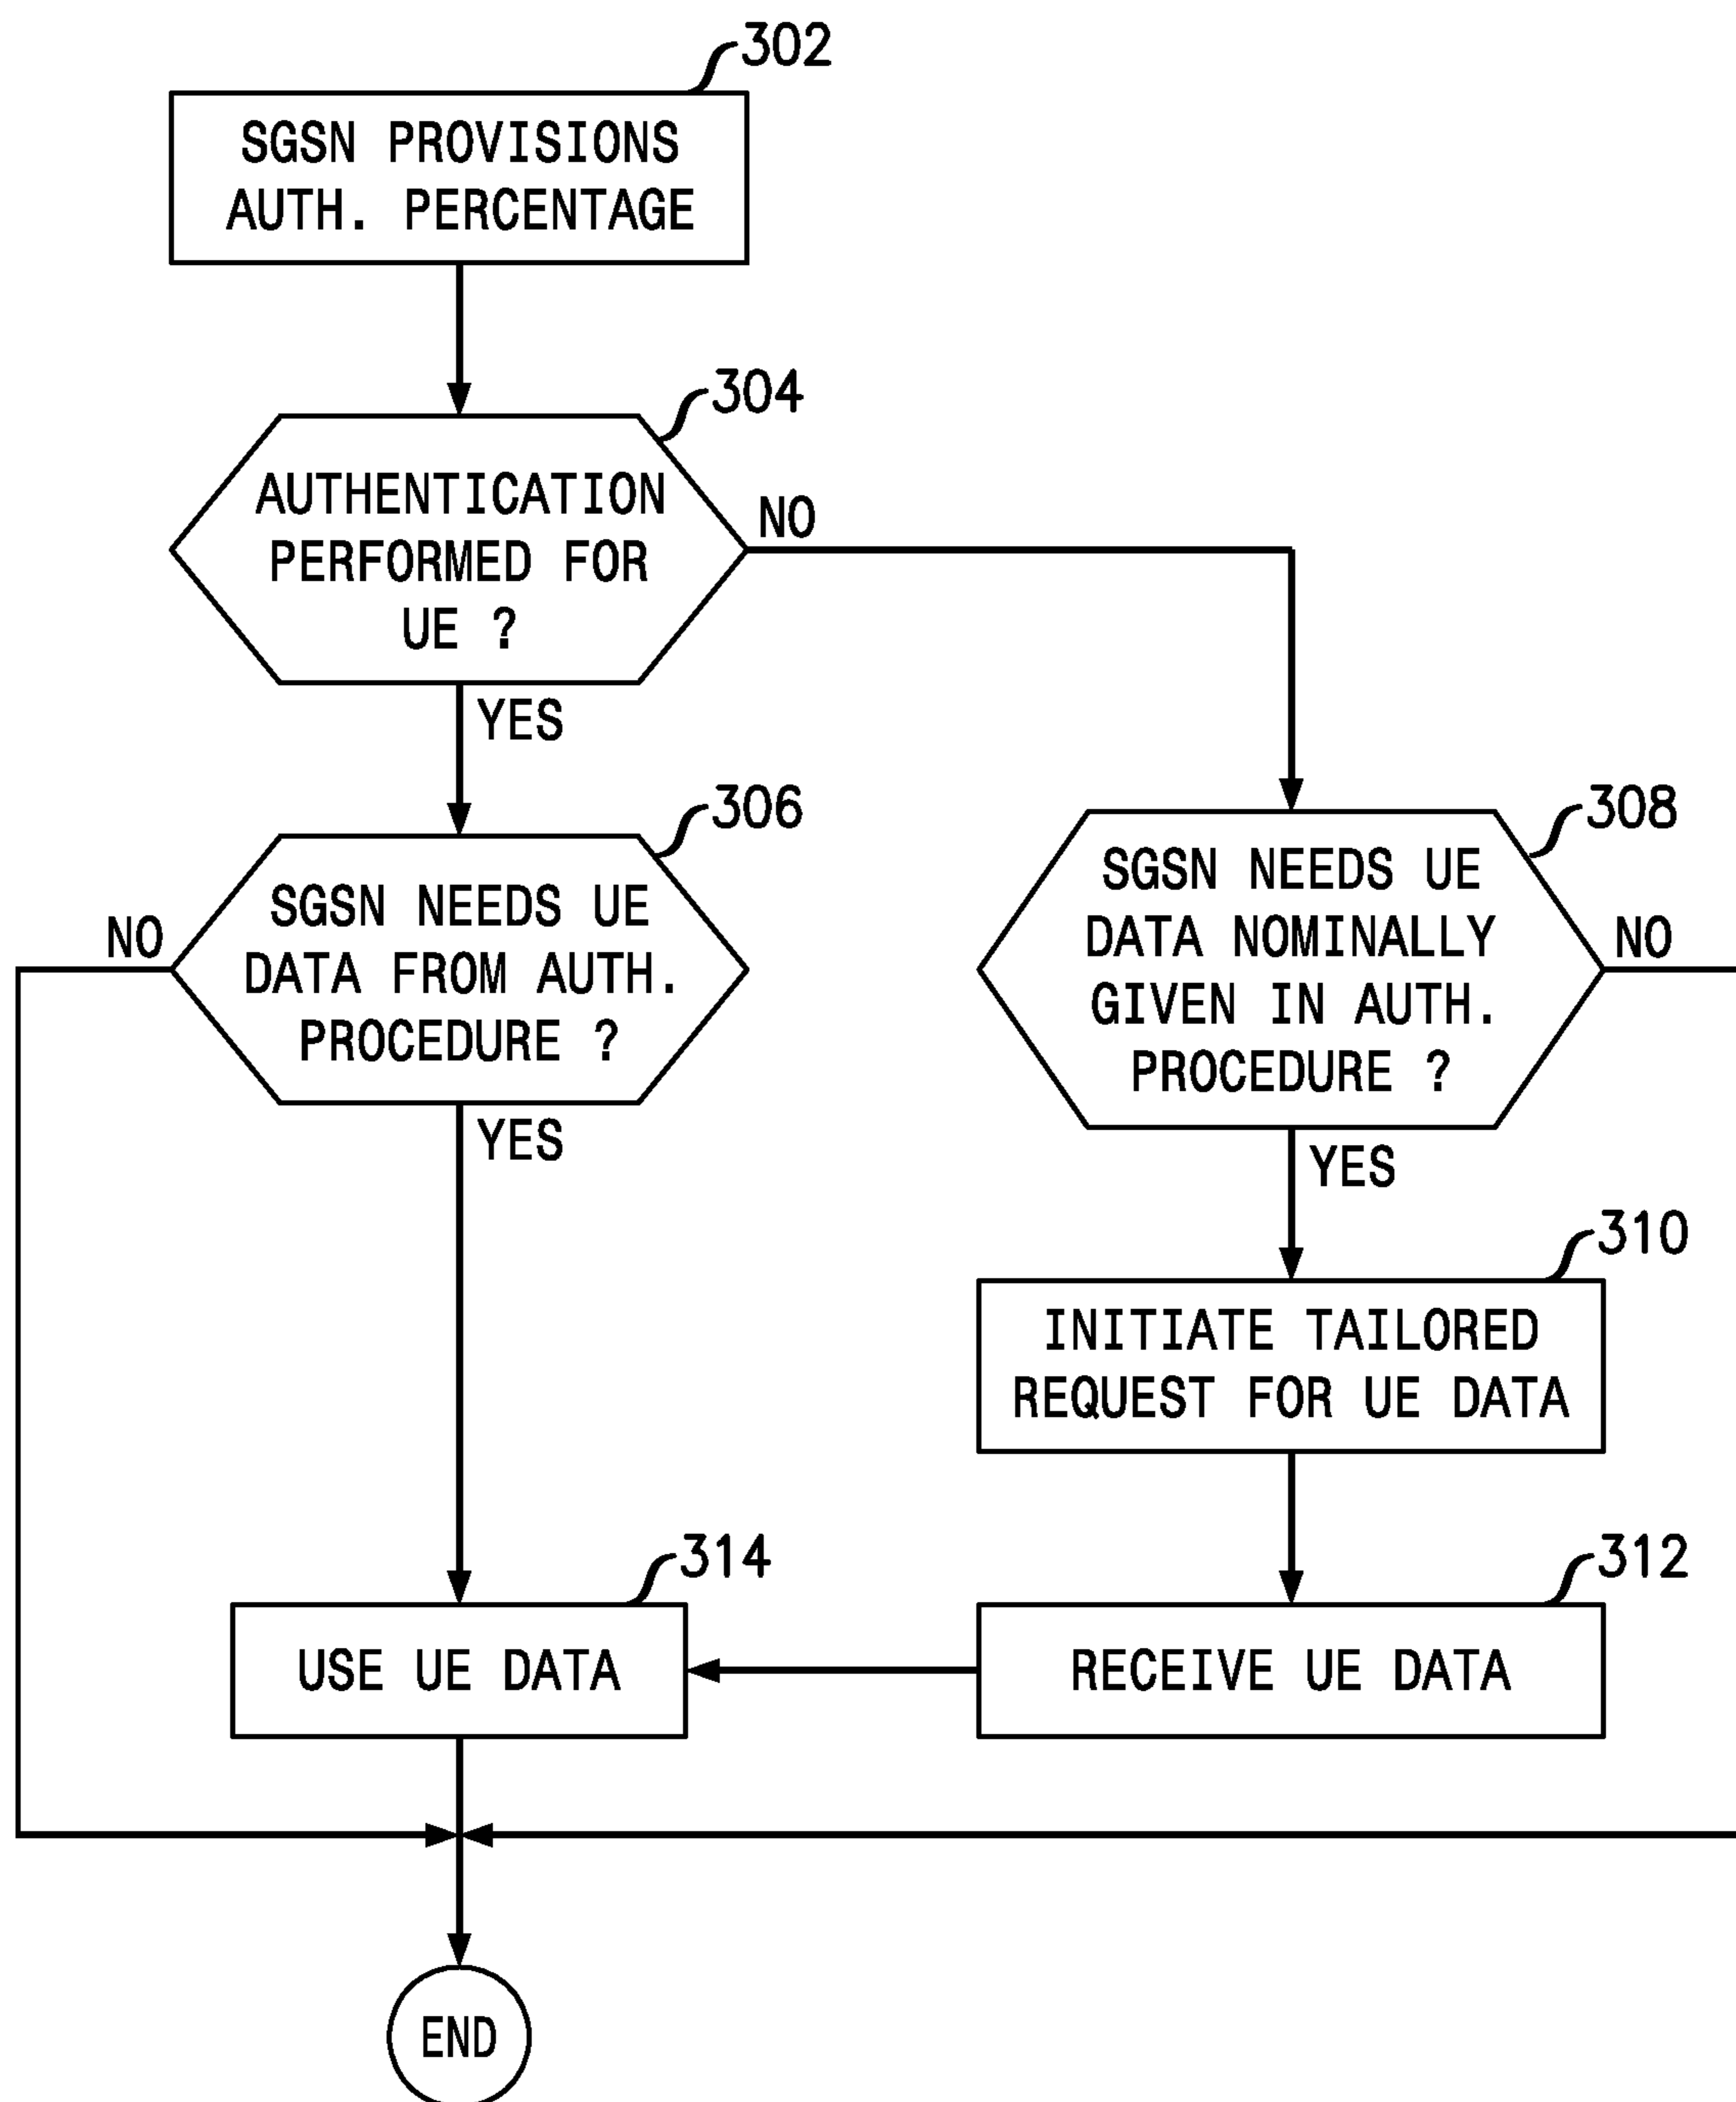 302
SGSN PROVISIONS
AUTH. PERCENTAGE
304
AUTHENTICATION
PERFORMED FOR
UE ?
NO
YES
306
SGSN NEEDS UE
DATA FROM AUTH.
PROCEDURE ?
NO
YES
308
SGSN NEEDS UE
DATA NOMINALLY
GIVEN IN AUTH.
PROCEDURE ?
NO
YES
310
INITIATE TAILORED
REQUEST FOR UE DATA
312
RECEIVE UE DATA
314
USE UE DATA
END